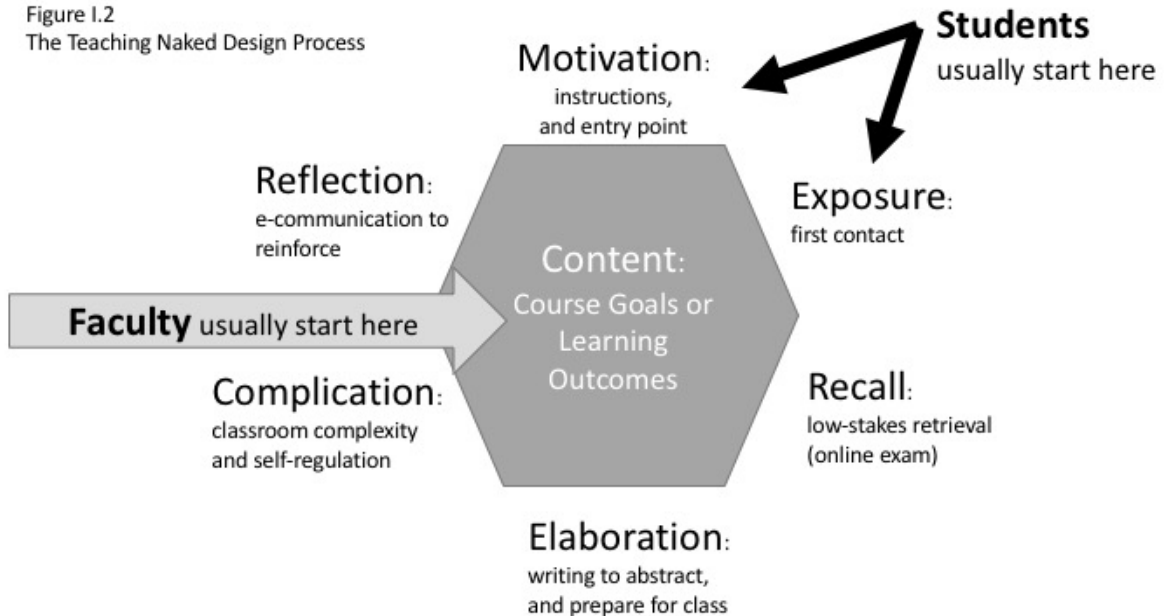 Figure I.2
The Teaching Naked Design Process
Students
usually start here
Motivation:
instructions,
and entry point
Exposure:
first contact
Reflection:
e-communication to
reinforce
Content:
Course Goals or
Learning
Outcomes
Faculty usually start here
Complication:
classroom complexity
and self-regulation
Recall:
low-stakes retrieval
(online exam)
Elaboration:
writing to abstract,
and prepare for class